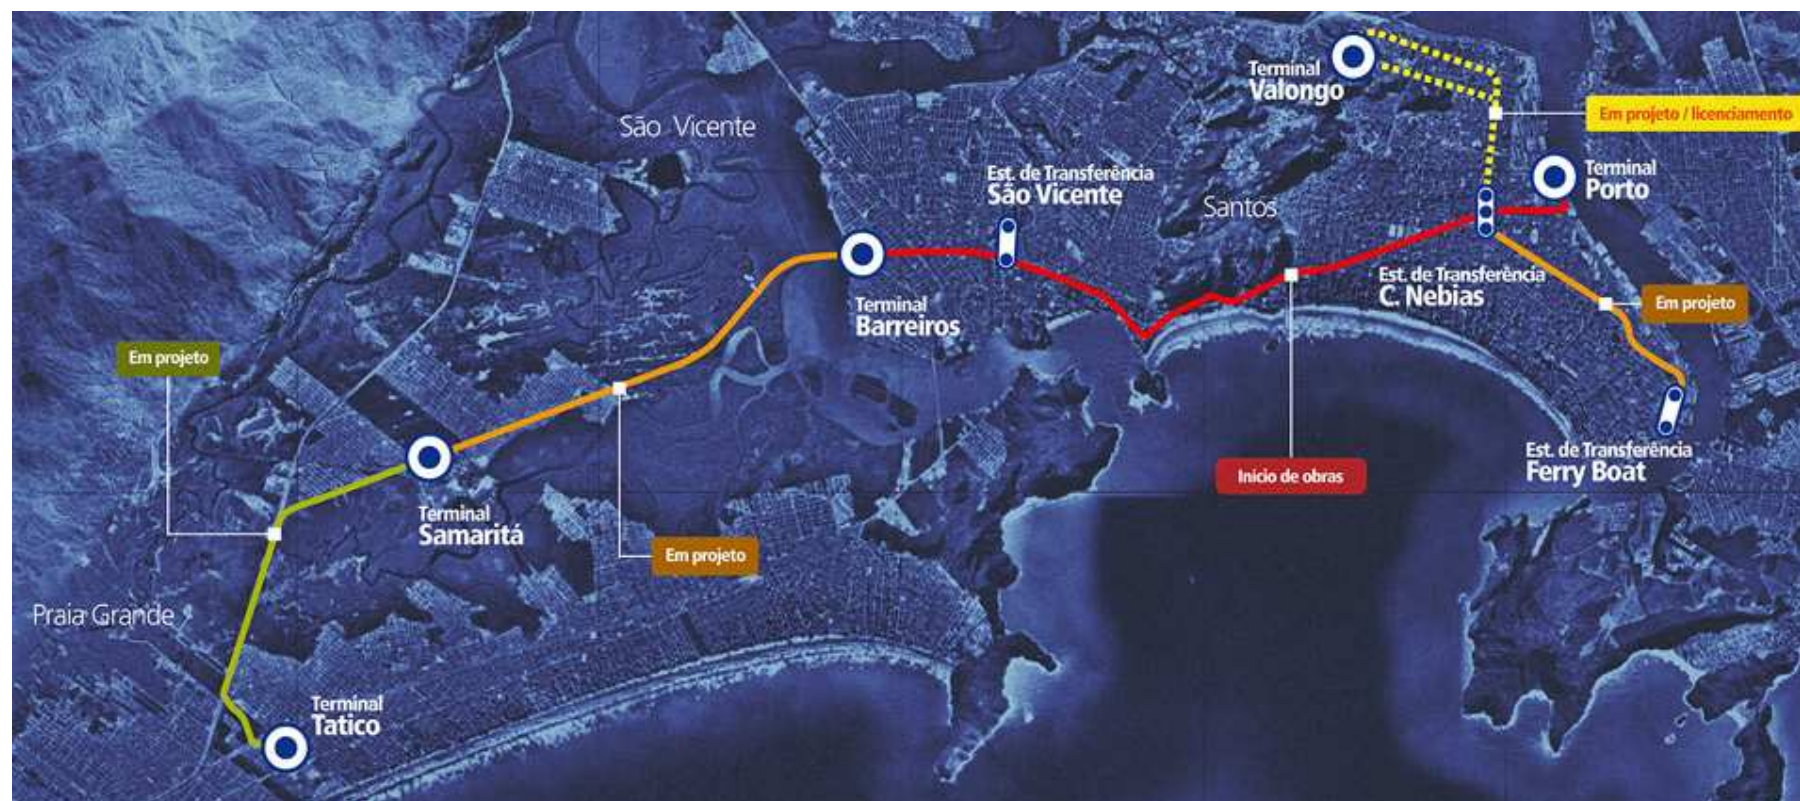 Terminal
Valongo
Em projeto / licenciamento
São Vicente
Est. de Transferência
São Vicente
Terminal
Porto
Santos
Est. de Transferência
C. Nebias
Terminal
Barreiros
Em projeto
Em projeto
Est. de Transferência
Ferry Boat
Inicio de obras
Terminal
Samaritá
Em projeto
Praia Grande
Terminal
Tatico